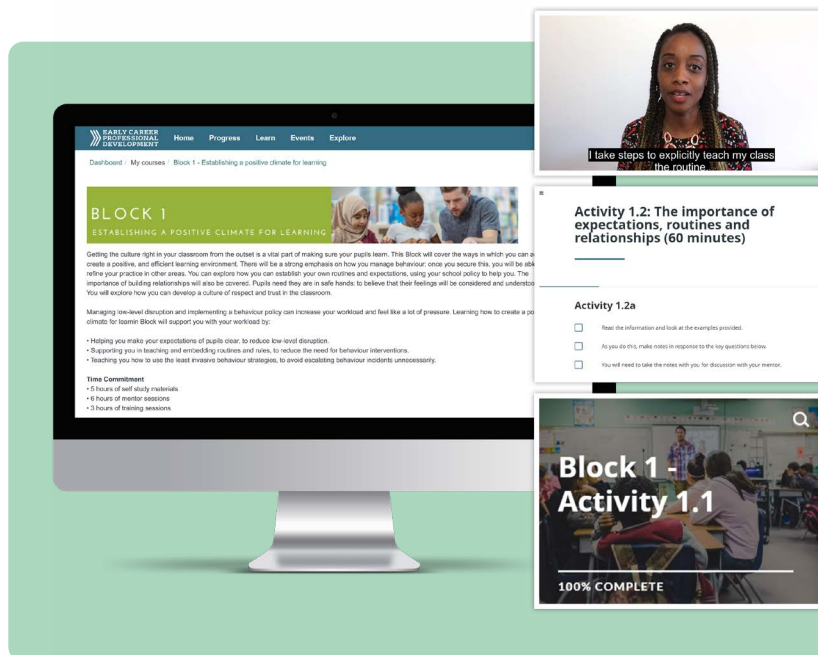 EARLY CAREER
PROFESSIONAL
DEVELOPMENT
Home Progress Learn Events Explore
Dashboard / My courses / Block 1 - Establishing a positive climate for learning
BLOCK 1
ESTABLISHING A POSITIVE CLIMATE FOR LEARNING
Getting the culture right in your classroom from the outset is a vital part of making sure your pupils learn. This Block will cover the ways in which you can
create a positive, and efficient learning environment. There will be a strong emphasis on how you manage behaviour: once you secure this, you will be
refine your practice in other areas. You can explore how you can establish your own routines and expectations, using your school policy to help you. The
importance of building relationships will also be covered. Pupils need they are in safe hands: to believe that their feelings will be considered and
You will explore how you can develop a culture of respect and trust in the classroom.
Managing low-level disruption and implementing a behaviour policy can increase your workload and feel like a lot of pressure. Learning how to create a
climate for learnin Block will support you with your workload by:
• Helping you make your expectations of pupils clear, to reduce low-level disruption.
• Supporting you in teaching and embedding routines and rules, to reduce the need for behaviour interventions.
• Teaching you how to use the least invasive behaviour strategies, to avoid escalating behaviour incidents unnecessarily.
Time Commitment
• 5 hours of self study materials
• 6 hours of mentor sessions
• 3 hours of training sessions
I take steps to explicitly teach my class
the routine
Activity 1.2: The importance of
expectations, routines and
relationships (60 minutes)
Activity 1.2a
Read the information and look at the examples provided.
As you do this, make notes in response to the key questions below.
You will need to take the notes with you for discussion with your mentor.
Block 1 -
Activity 1.1
100% COMPLETE